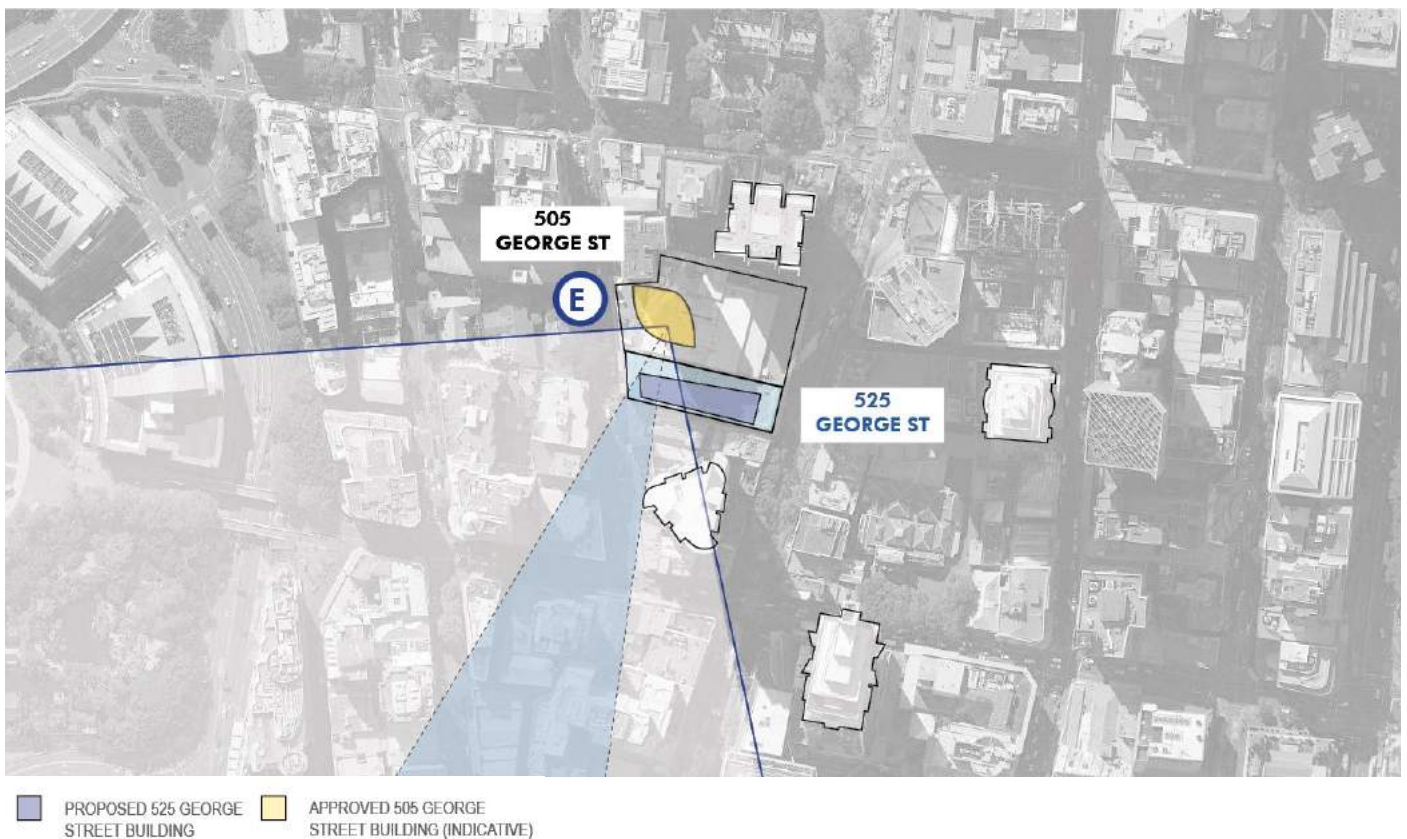 505
GEORGE ST
E
525
GEORGE ST
PROPOSED 525 GEORGE
STREET BUILDING
APPROVED 505 GEORGE
STREET BUILDING (INDICATIVE)